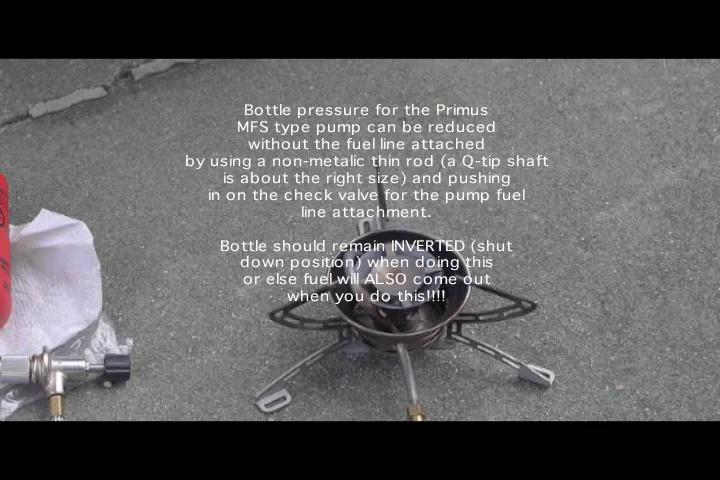 Bottle pressure for the Primus
MFS type pump can be reduced
without the fuel line attached
by using a non-metalic thin rod (a Q-tip shaft
is about the right size) and pushing
in on the check valve for the pump fuel
line attachment.
Bottle should remain INVERTED (shut
down position) when doing this
or else fuel will ALSO come out
when you do this!!!!